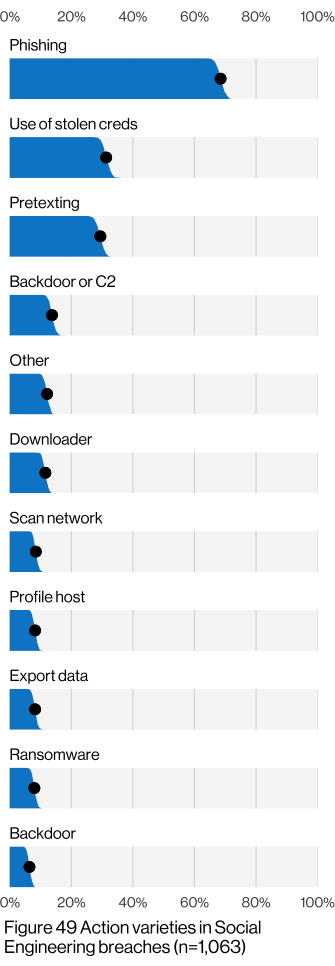 0% 20% 40% 60% 80% 100%
Phishing
Use of stolen creds
Pretexting
Backdoor or C2
Other
Downloader
Scan network
Profile host
Export data
Ransomware
Backdoor
0% 20% 40% 60% 80% 100%
Figure 49 Action varieties in Social
Engineering breaches (n=1,063)